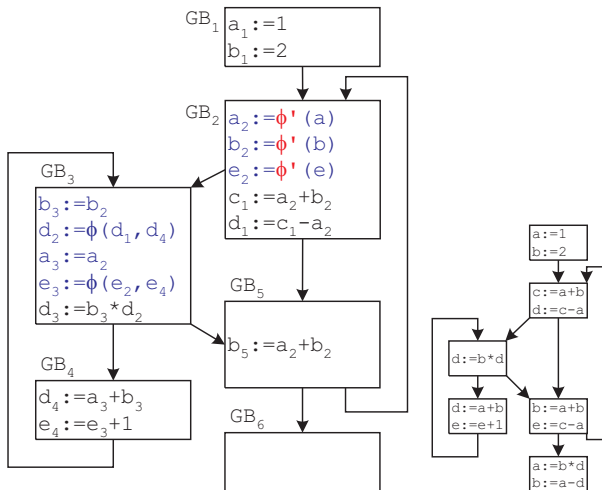 GB₁
a₁:=1
b₁:=2
GB₂
a₂:=ϕ'(a)
b₂:=ϕ'(b)
e₂:=ϕ'(e)
c₁:=a₂+b₂
d₁:=c₁-a₂
GB₃
b₃:=b₂
d₂:=ϕ(d₁,d₄)
a₃:=a₂
e₃:=ϕ(e₂,e₄)
d₃:=b₃*d₂
GB₄
d₄:=a₃+b₃
e₄:=e₃+1
GB₅
b₅:=a₂+b₂
GB₆
a:=1
b:=2
c:=a+b
d:=c-a
d:=b*d
d:=a+b
e:=e+1
b:=a+b
e:=c-a
a:=b*d
b:=a-d